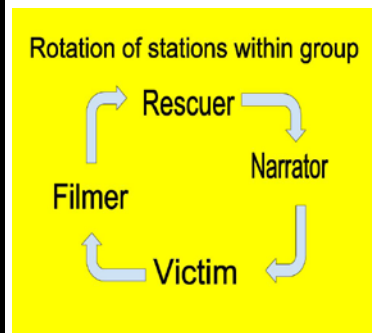 Rotation of stations within group
Rescuer
Narrator
Filmer
Victim